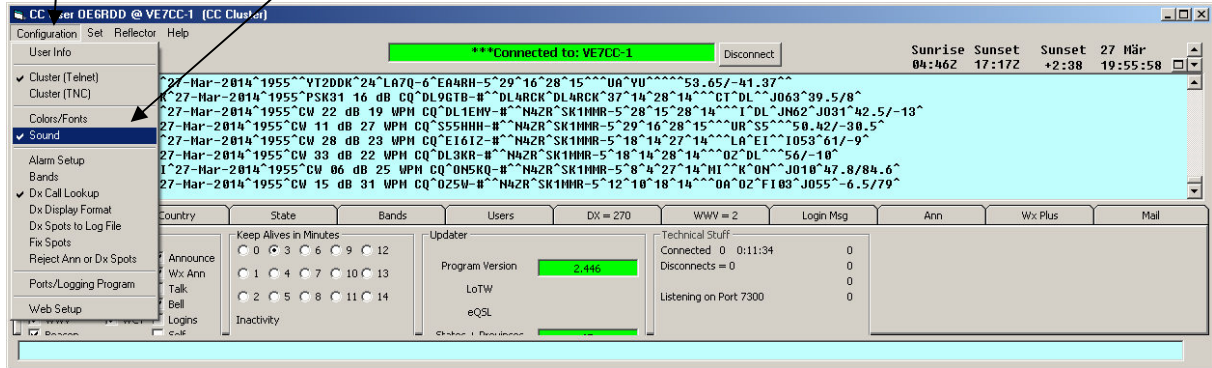 CC User OE6RDD @ VE7CC-1 (CC Cluster)
Configuration Set Reflector Help
User Info
Cluster (Telnet)
Cluster (TNC)
Colors/Fonts
Sound
Alarm Setup
Bands
Dx Call Lookup
Dx Display Format
Dx Spots to Log File
Fix Spots
Reject Ann or Dx Spots
Ports/Logging Program
Web Setup
***Connected to: VE7CC-1
Disconnect
Sunrise Sunset Sunset 27 Mär
04:46Z 17:17Z +2:38 19:55:58
^27-Mar-2014^1955^^YT2DDK^24^LA7Q-6^EA4RH-5^29^16^28^15^^^UA^YU^^^^^53.65/-41.37^^
^27-Mar-2014^1955^PSK31 16 dB CQ^DL9GTB-#^^DL4RCK^DL4RCK^37^14^28^14^^^CT^DL^^JO63^39.5/8^
^27-Mar-2014^1955^CW 22 dB 19 WPM CQ^DL1EMY-#^^N4ZR^SK1MMR-5^28^15^28^14^^^I^DL^JN62^JO31^42.5/-13^
27-Mar-2014^1955^CW 11 dB 27 WPM CQ^S55HHH-#^^N4ZR^SK1MMR-5^29^16^28^15^^^UR^S5^^^50.42/-30.5^
27-Mar-2014^1955^CW 28 dB 23 WPM CQ^EI6IZ-#^^N4ZR^SK1MMR-5^18^14^27^14^^^LA^EI^^IO53^61/-9^
27-Mar-2014^1955^CW 33 dB 22 WPM CQ^DL3KR-#^^N4ZR^SK1MMR-5^18^14^28^14^^^OZ^DL^^^56/-10^
I^27-Mar-2014^1955^CW 06 dB 25 WPM CQ^ON5KQ-#^^N4ZR^SK1MMR-5^8^4^27^14^MI^^K^ON^^JO10^47.8/84.6^
27-Mar-2014^1955^CW 15 dB 31 WPM CQ^OZ5W-#^^N4ZR^SK1MMR-5^12^10^18^14^^^OA^OZ^FI03^JO55^-6.5/79^
Country State Bands Users DX = 270 WWV = 2 Login Msg Ann Wx Plus Mail
Announce
Wx Ann
Talk
Bell
Logins
Self
WWV WCY
Beacon
Keep Alives in Minutes
0 3 6 9 12
1 4 7 10 13
2 5 8 11 14
Inactivity
Updater
Program Version 2.446
LoTW
eQSL
States + Provinces
Technical Stuff
Connected 0 0:11:34 0
Disconnects = 0 0
0
Listening on Port 7300 0